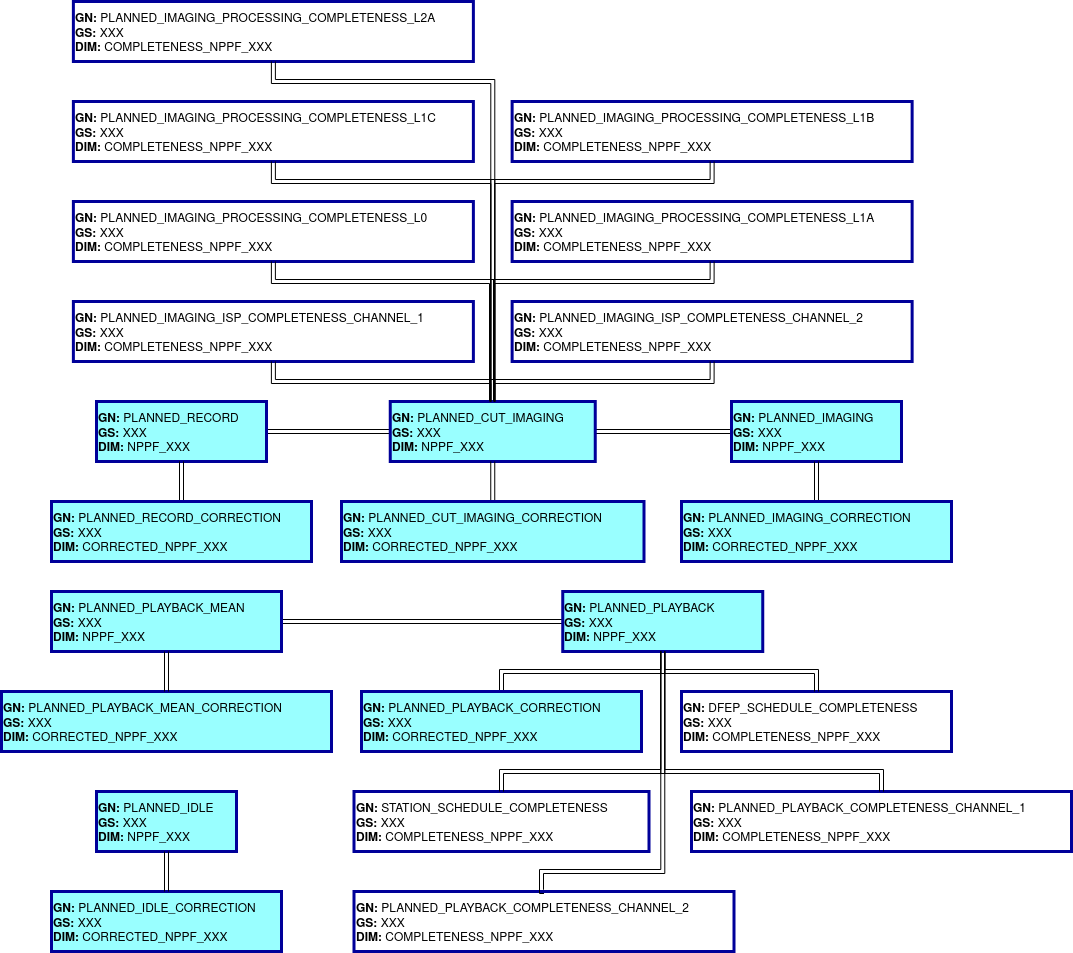 GN: PLANNED_IMAGING_PROCESSING_COMPLETENESS_L2A
GS: XXX
DIM: COMPLETENESS_NPPF_XXX
GN: PLANNED_IMAGING_PROCESSING_COMPLETENESS_L1C
GS: XXX
DIM: COMPLETENESS_NPPF_XXX
GN: PLANNED_IMAGING_PROCESSING_COMPLETENESS_L1B
GS: XXX
DIM: COMPLETENESS_NPPF_XXX
GN: PLANNED_IMAGING_PROCESSING_COMPLETENESS_L0
GS: XXX
DIM: COMPLETENESS_NPPF_XXX
GN: PLANNED_IMAGING_PROCESSING_COMPLETENESS_L1A
GS: XXX
DIM: COMPLETENESS_NPPF_XXX
GN: PLANNED_IMAGING_ISP_COMPLETENESS_CHANNEL_1
GS: XXX
DIM: COMPLETENESS_NPPF_XXX
GN: PLANNED_IMAGING_ISP_COMPLETENESS_CHANNEL_2
GS: XXX
DIM: COMPLETENESS_NPPF_XXX
GN: PLANNED_RECORD
GS: XXX
DIM: NPPF_XXX
GN: PLANNED_CUT_IMAGING
GS: XXX
DIM: NPPF_XXX
GN: PLANNED_IMAGING
GS: XXX
DIM: NPPF_XXX
GN: PLANNED_RECORD_CORRECTION
GS: XXX
DIM: CORRECTED_NPPF_XXX
GN: PLANNED_CUT_IMAGING_CORRECTION
GS: XXX
DIM: CORRECTED_NPPF_XXX
GN: PLANNED_IMAGING_CORRECTION
GS: XXX
DIM: CORRECTED_NPPF_XXX
GN: PLANNED_PLAYBACK_MEAN
GS: XXX
DIM: NPPF_XXX
GN: PLANNED_PLAYBACK
GS: XXX
DIM: NPPF_XXX
GN: PLANNED_PLAYBACK_MEAN_CORRECTION
GS: XXX
DIM: CORRECTED_NPPF_XXX
GN: PLANNED_PLAYBACK_CORRECTION
GS: XXX
DIM: CORRECTED_NPPF_XXX
GN: DFEP_SCHEDULE_COMPLETENESS
GS: XXX
DIM: COMPLETENESS_NPPF_XXX
GN: PLANNED_IDLE
GS: XXX
DIM: NPPF_XXX
GN: STATION_SCHEDULE_COMPLETENESS
GS: XXX
DIM: COMPLETENESS_NPPF_XXX
GN: PLANNED_PLAYBACK_COMPLETENESS_CHANNEL_1
GS: XXX
DIM: COMPLETENESS_NPPF_XXX
GN: PLANNED_IDLE_CORRECTION
GS: XXX
DIM: CORRECTED_NPPF_XXX
GN: PLANNED_PLAYBACK_COMPLETENESS_CHANNEL_2
GS: XXX
DIM: COMPLETENESS_NPPF_XXX